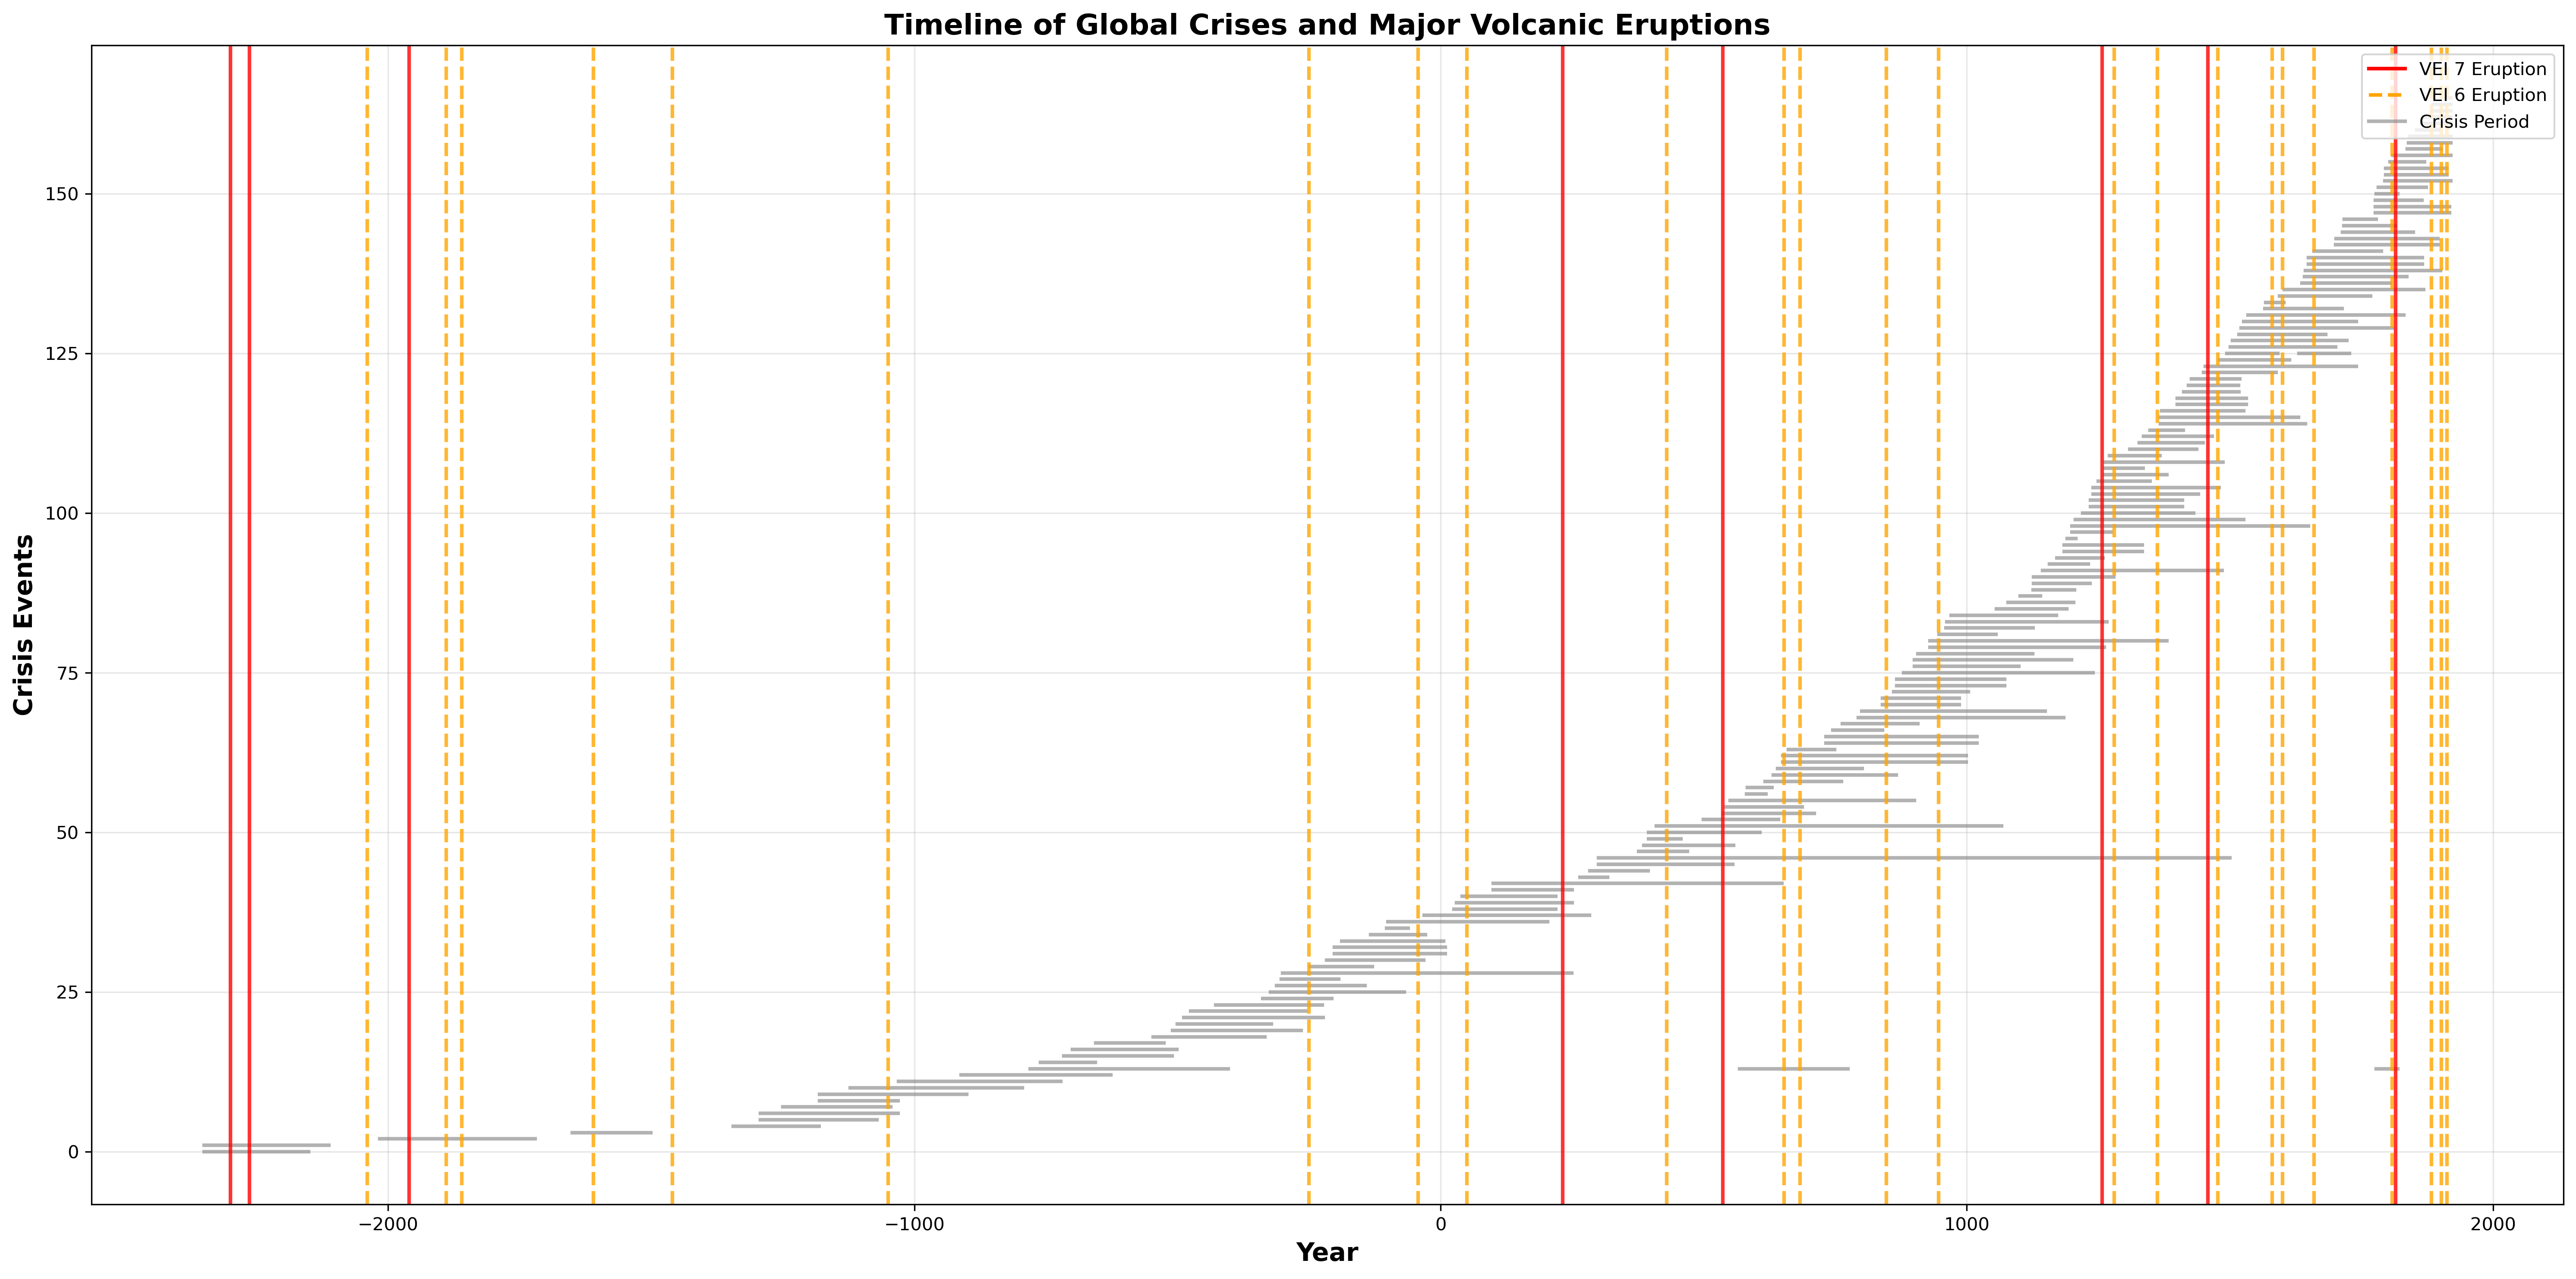 Timeline of Global Crises and Major Volcanic Eruptions
VEI 7 Eruption
VEI 6 Eruption
Crisis Period
150
125
100
75
50
25
0
Crisis Events
−2000
−1000
0
1000
2000
Year